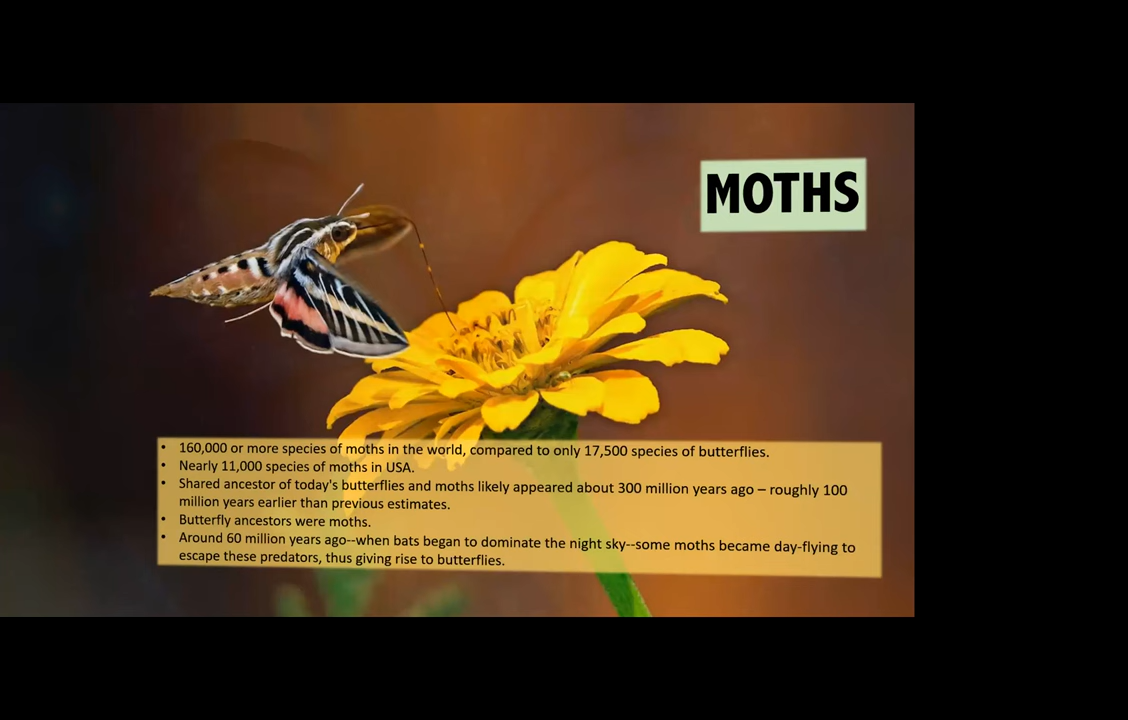 MOTHS
• 160,000 or more species of moths in the world, compared to only 17,500 species of butterflies.
• Nearly 11,000 species of moths in USA.
• Shared ancestor of today's butterflies and moths likely appeared about 300 million years ago – roughly 100
million years earlier than previous estimates.
• Butterfly ancestors were moths.
• Around 60 million years ago--when bats began to dominate the night sky--some moths became day-flying to
escape these predators, thus giving rise to butterflies.